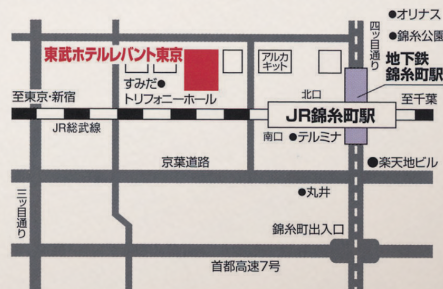 オリナス
錦糸公園
四ツ目通り
東武ホテルレバント東京
アルカ
キット
地下鉄
錦糸町駅
すみだ
トリフォニーホール
北口
至東京・新宿
JR錦糸町駅
至千葉
JR総武線
南口
テルミナ
京葉道路
楽天地ビル
丸井
三ツ目通り
錦糸町出入口
首都高速7号